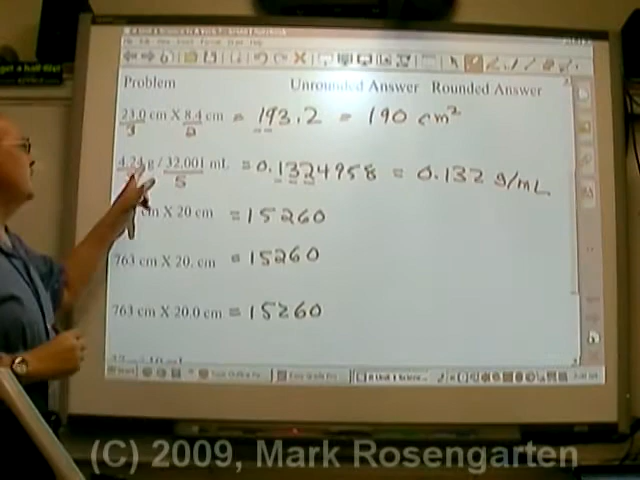 Problem Unrounded Answer Rounded Answer
23.0 cm X 8.4 cm = 193.2 = 190 cm²
3 2
4.24 g / 32.001 mL = 0.1324958 = 0.132 g/mL
5
cm X 20 cm = 15260
763 cm X 20. cm = 15260
763 cm X 20.0 cm = 15260
(C) 2009, Mark Rosengarten